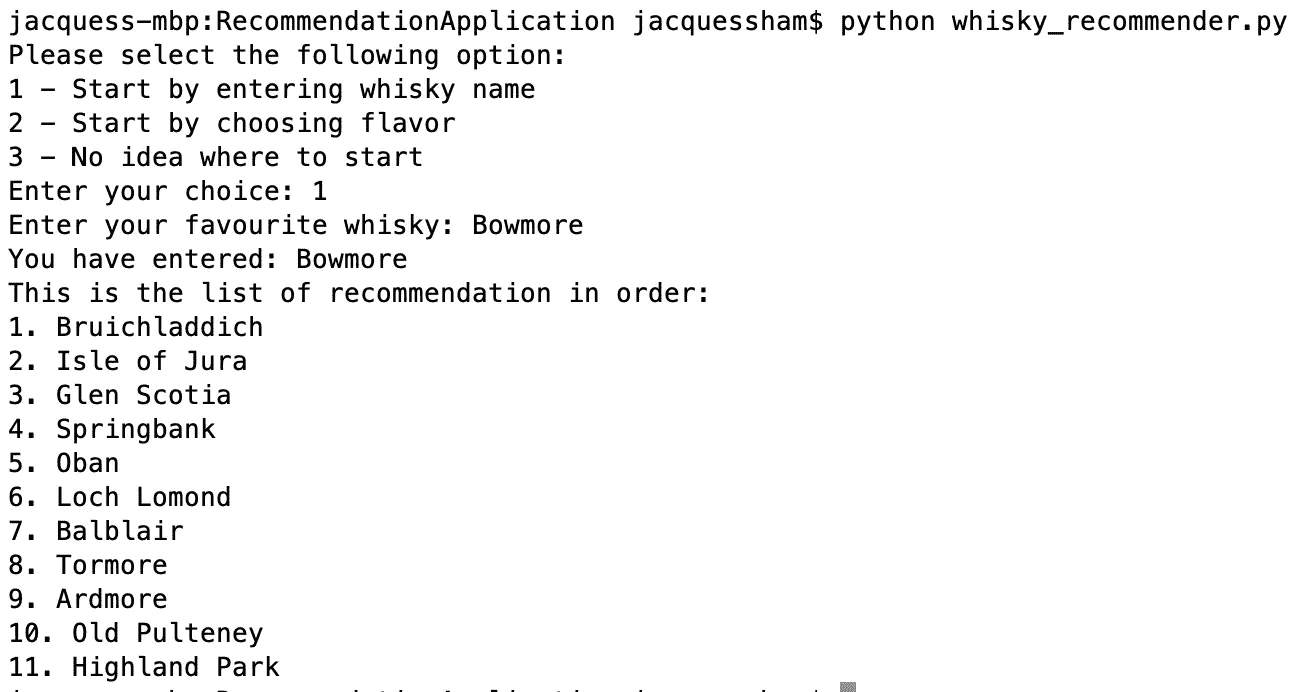 jacquess-mbp:RecommendationApplication jacquessham$ python whisky_recommender.py
Please select the following option:
1 - Start by entering whisky name
2 - Start by choosing flavor
3 - No idea where to start
Enter your choice: 1
Enter your favourite whisky: Bowmore
You have entered: Bowmore
This is the list of recommendation in order:
1. Bruichladdich
2. Isle of Jura
3. Glen Scotia
4. Springbank
5. Oban
6. Loch Lomond
7. Balblair
8. Tormore
9. Ardmore
10. Old Pulteney
11. Highland Park